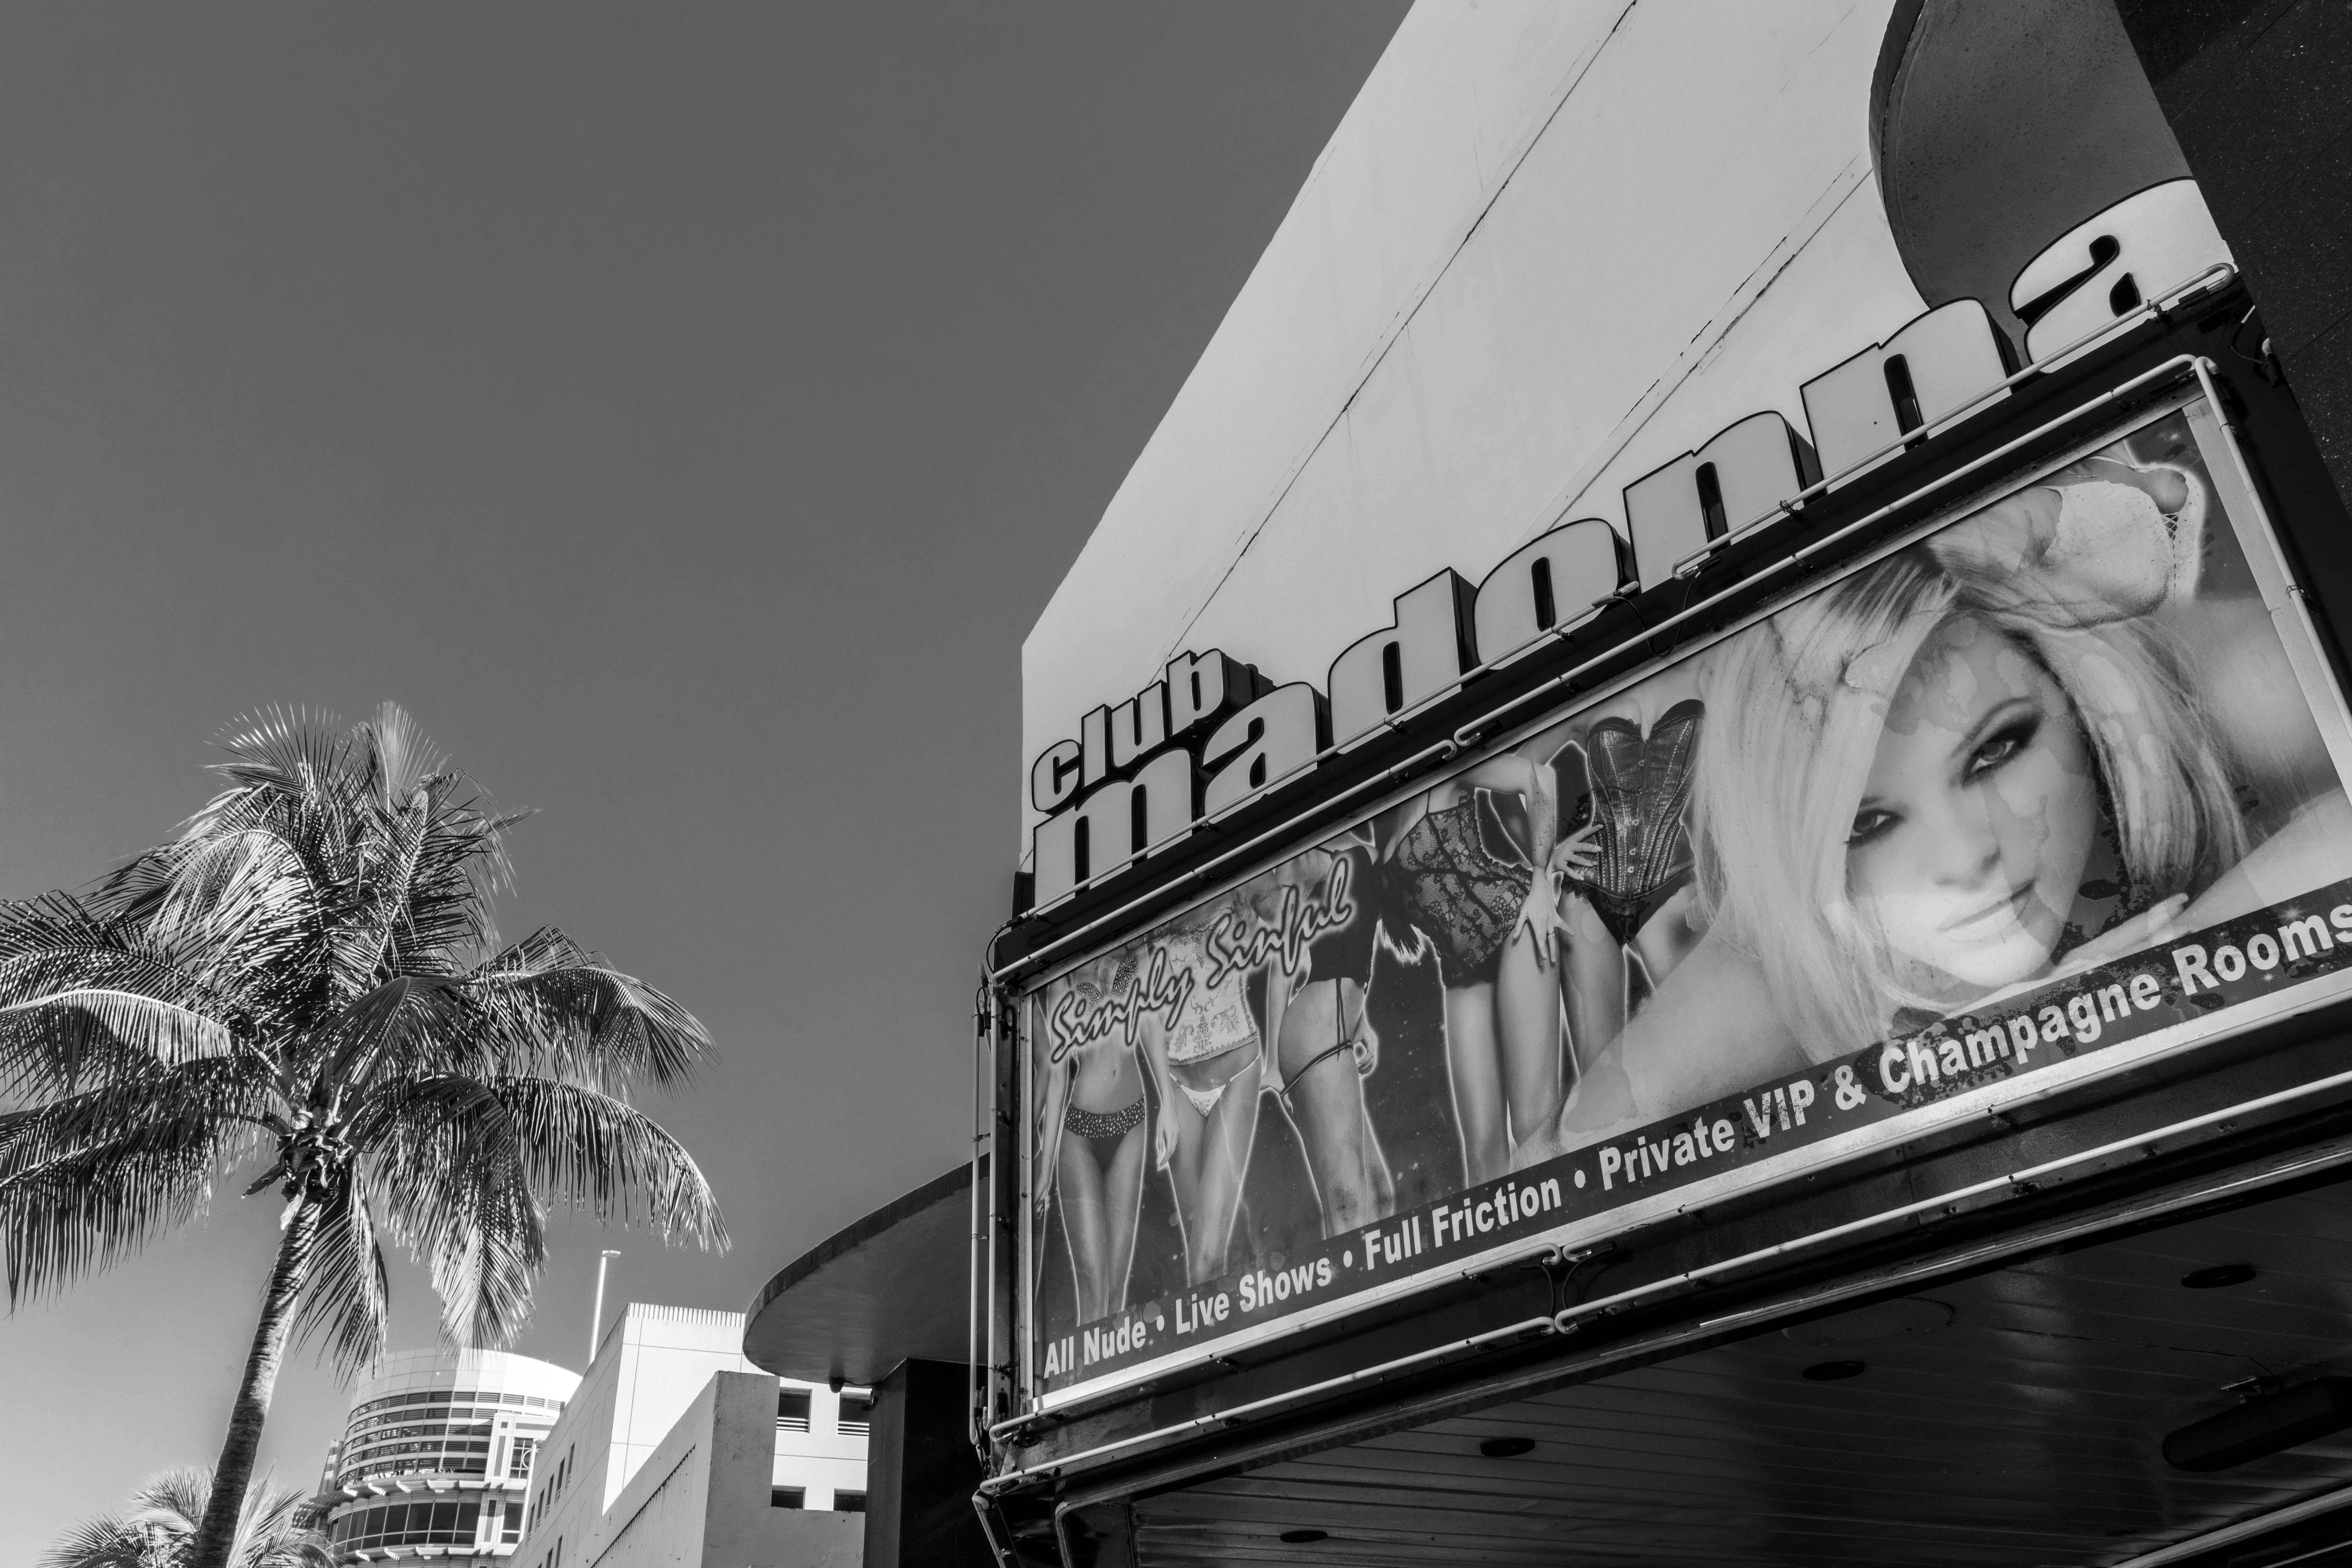 club
madonna
Simply Sinful
All Nude • Live Shows • Full Friction • Private VIP & Champagne Rooms